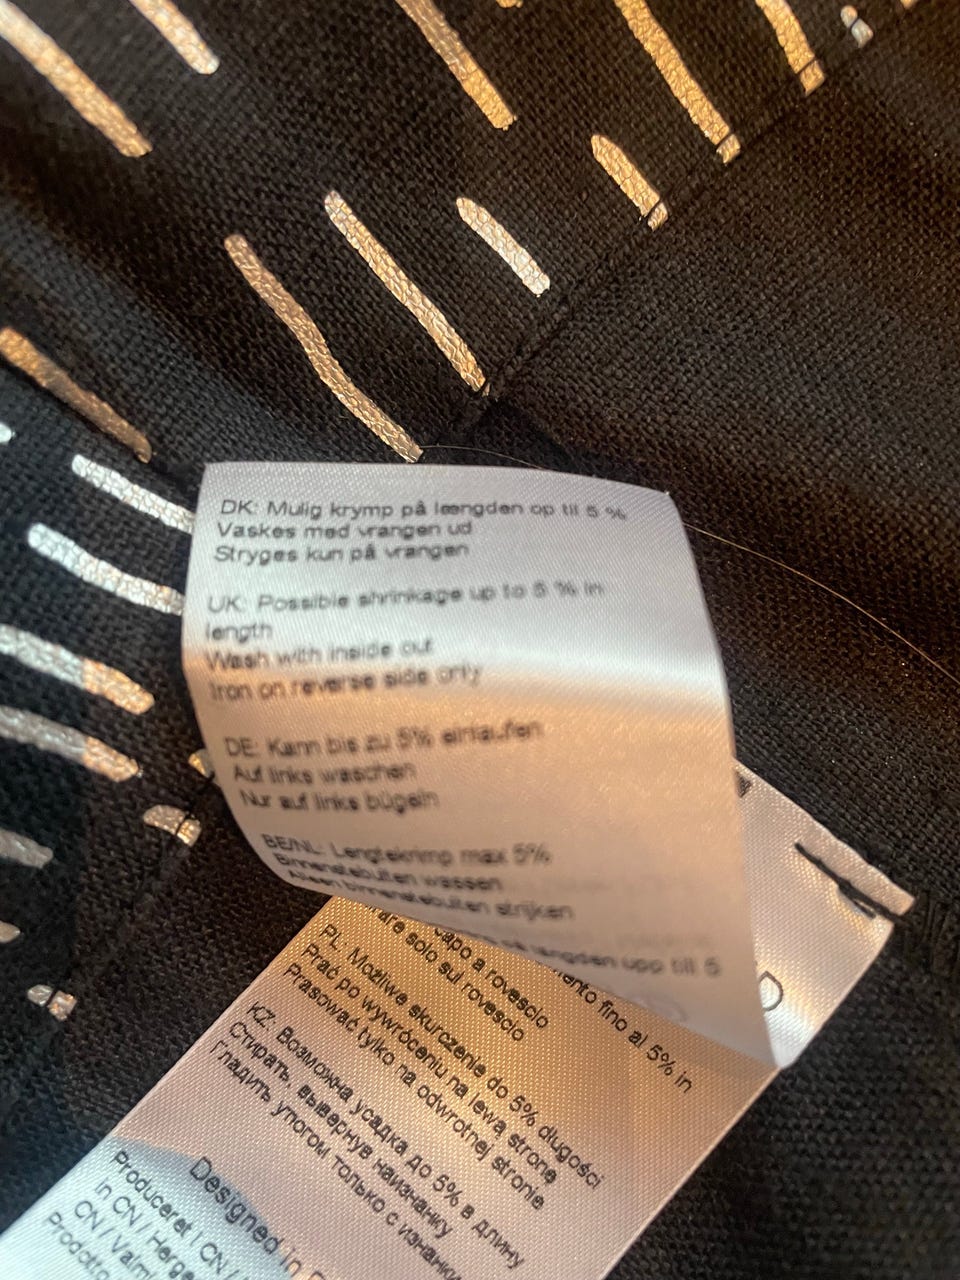 DK: Mulig krymp på længden op til 5 %
Vaskes med vrangen ud
Stryges kun på vrangen
UK: Possible shrinkage up to 5 % in
length
Wash with inside out
Iron on reverse side only
DE: Kann bis zu 5% einlaufen
Auf links waschen
Nur auf links bügeln
BE/NL: Lengtekrimp max 5%
Binnenstebuiten wassen
Alleen binnenstebuiten strijken
på längden upp till 5
fino al 5% in
capo a rovescio
solo sul rovescio
PL: Możliwe skurczenie do 5% długości
Prać po wywróceniu na lewą stronę
Prasować tylko na odwrotnej stronie
KZ: Возможна усадка до 5% в длину
Стирать, вывернув наизнанку
Гладить утюгом только с изнанки
Designed in
Produceret i CN /
in CN / Herge
CN /